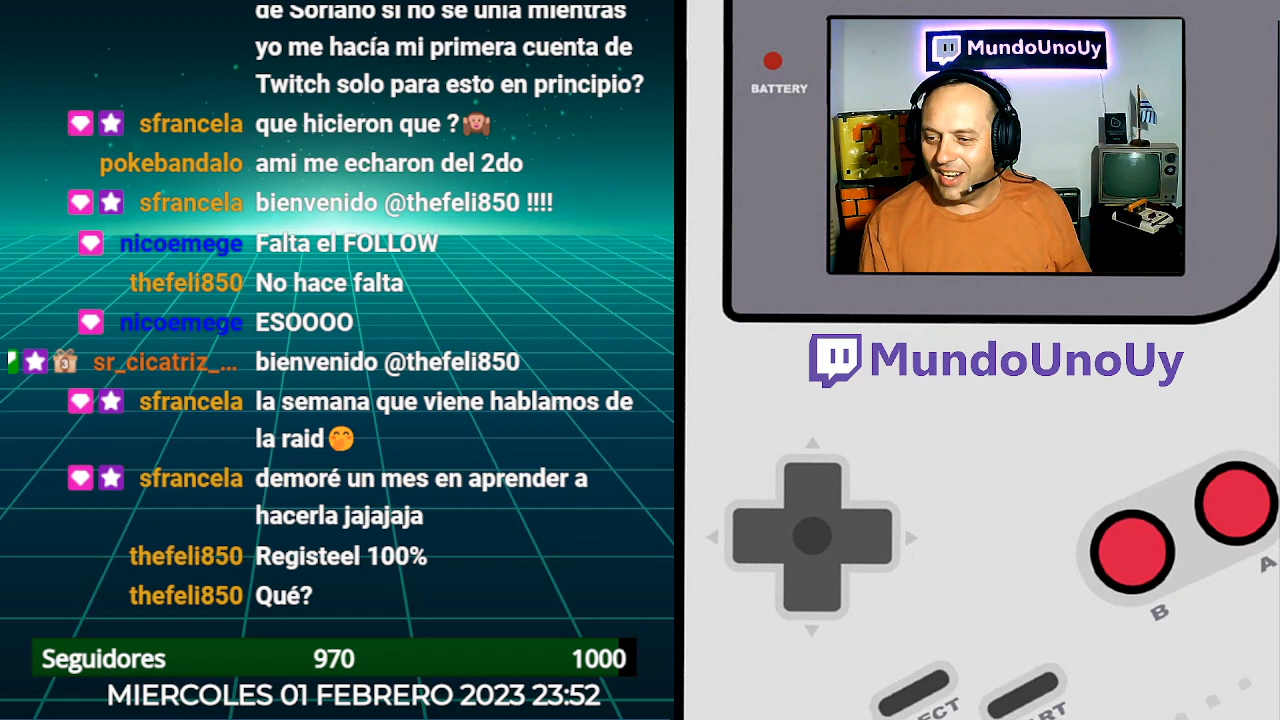 de Soriano si no se unía mientras
yo me hacía mi primera cuenta de
Twitch solo para esto en principio?
sfrancela que hicieron que ?
pokebandalo ami me echaron del 2do
sfrancela bienvenido @thefeli850 !!!!
nicoemege Falta el FOLLOW
thefeli850 No hace falta
nicoemege ESOOOO
3 sr_cicatriz_... bienvenido @thefeli850
sfrancela la semana que viene hablamos de
la raid
sfrancela demoré un mes en aprender a
hacerla jajajaja
thefeli850 Registeel 100%
thefeli850 Qué?
Seguidores 970 1000
MIERCOLES 01 FEBRERO 2023 23:52
BATTERY
MundoUnoUy
?
MundoUnoUy
A
B